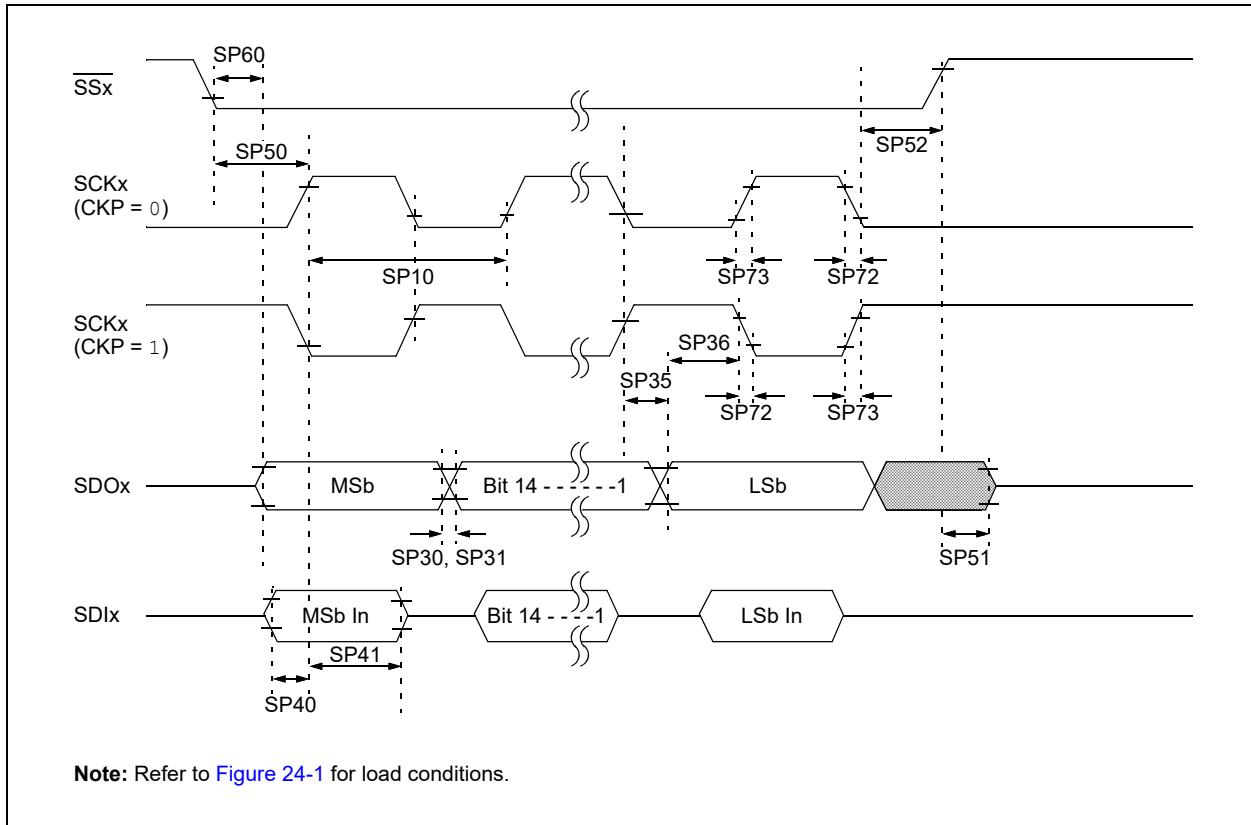 SP60
SSx
SP50
SP52
SCKx
(CKP = 0)
SP10
SP73
SP72
SCKx
(CKP = 1)
SP36
SP35
SP72
SP73
SDOx
MSb
Bit 14 - - - - - -1
LSb
SP30, SP31
SP51
SDIx
MSb In
Bit 14 - - - -1
LSb In
SP41
SP40
Note: Refer to Figure 24-1 for load conditions.